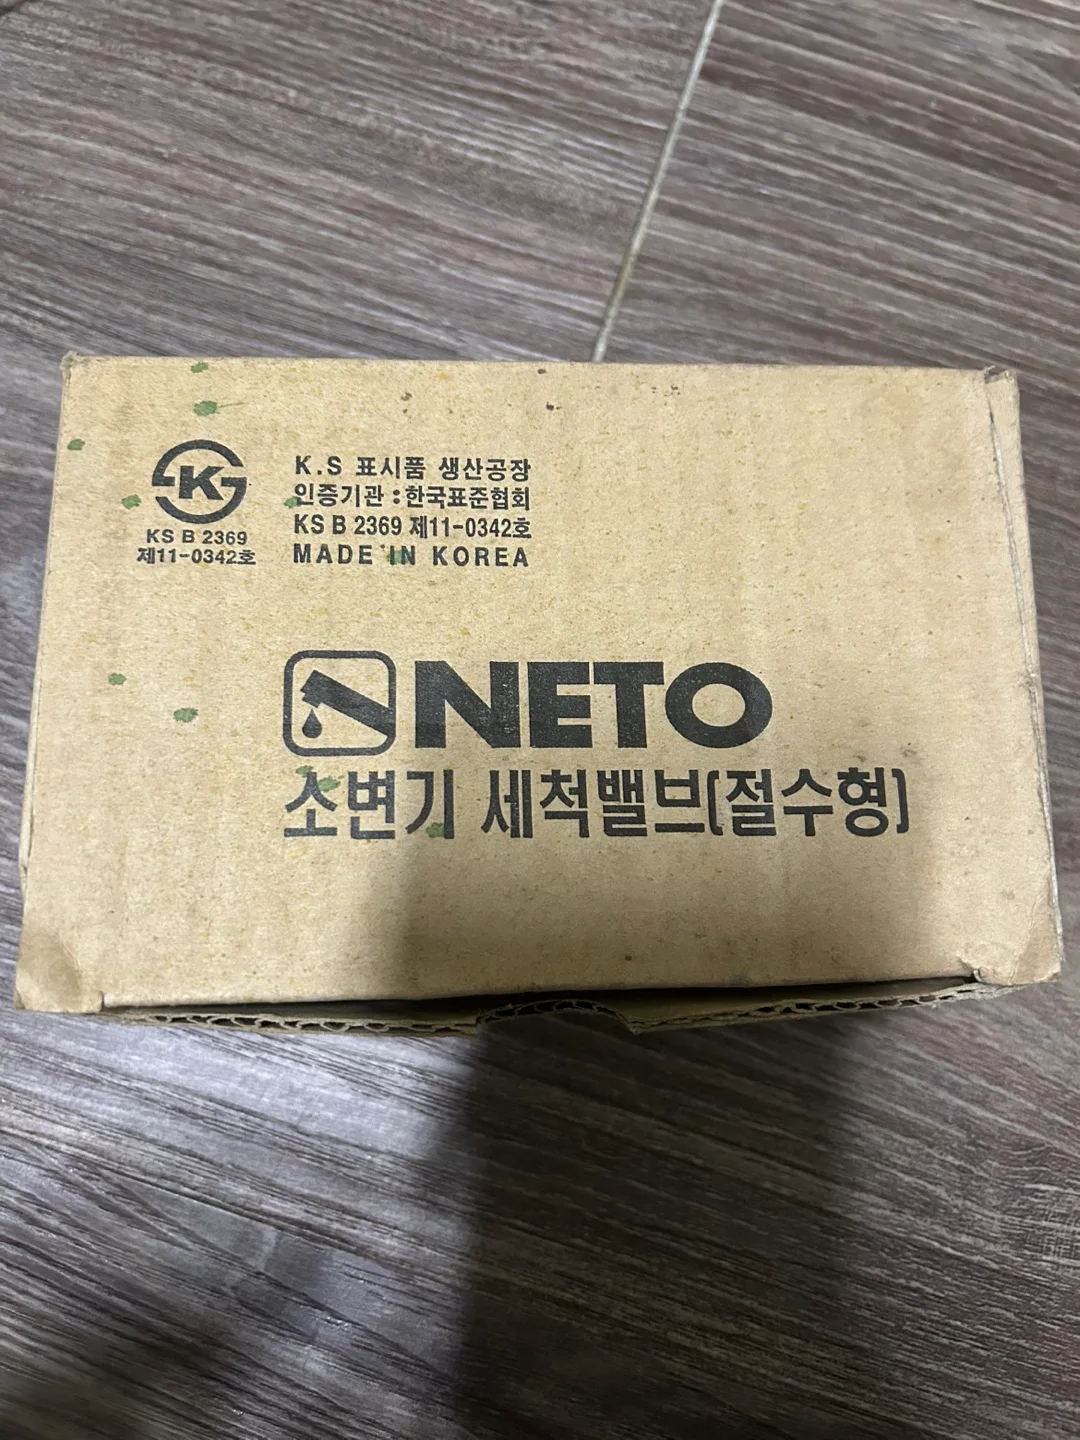 K
KS B 2369
제11-0342호
K.S 표시품 생산공장
인증기관 : 한국표준협회
KS B 2369 제11-0342호
MADE IN KOREA
NETO
소변기 세척밸브(절수형)